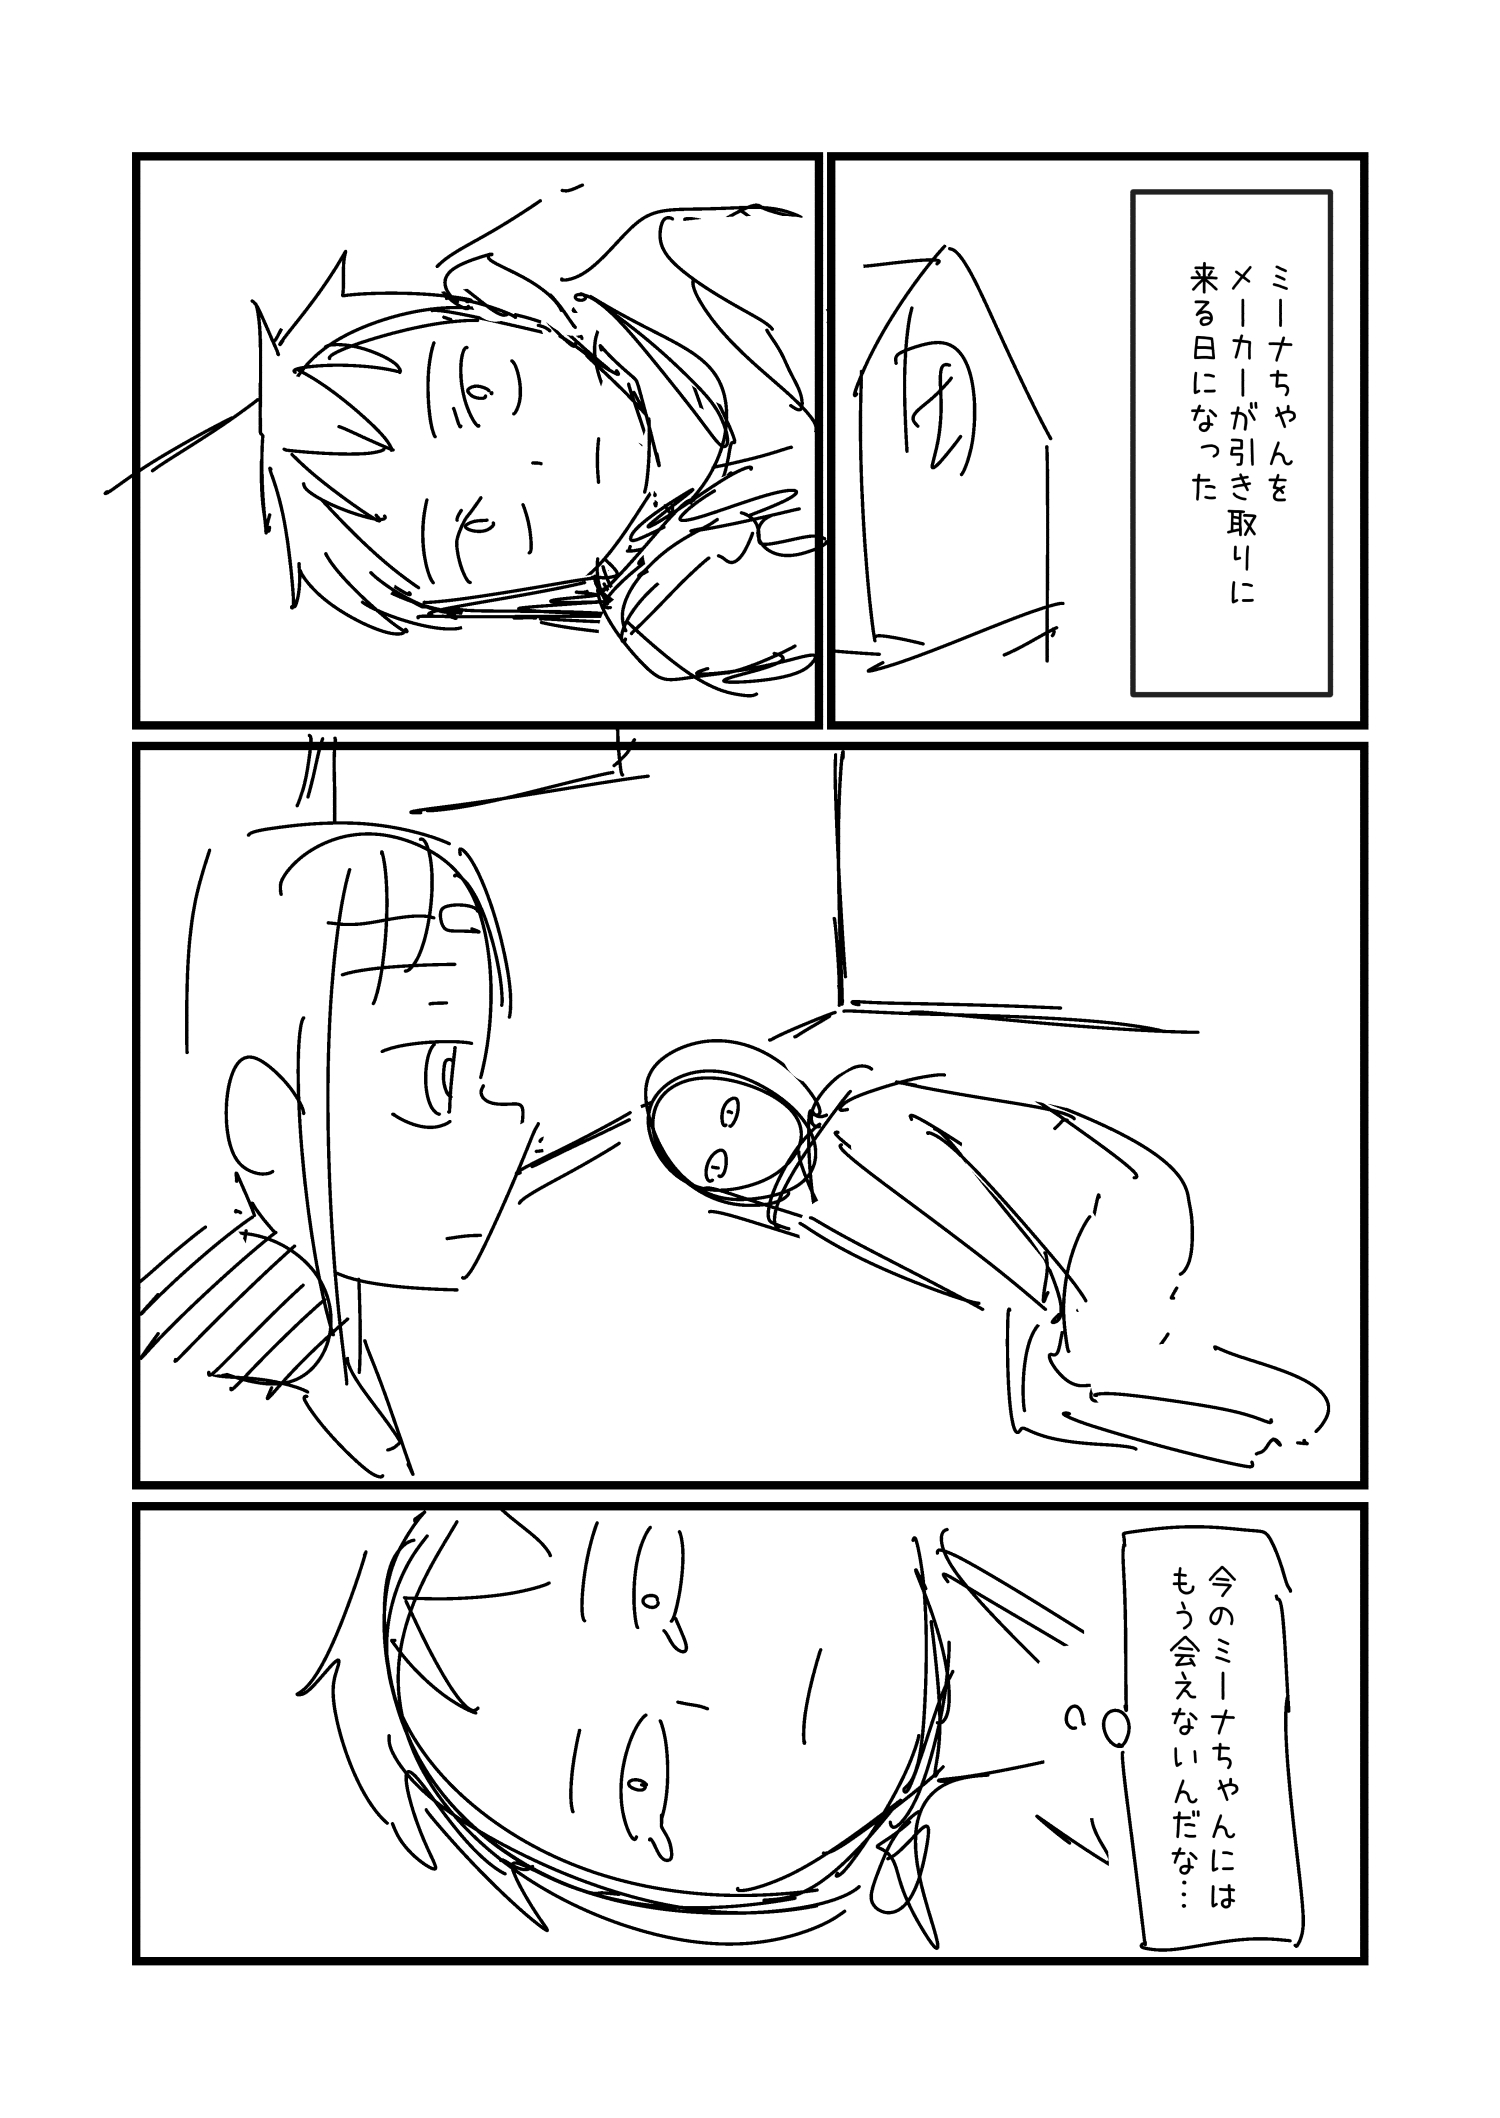 ミーナちゃんを
メーカーが引き取りに
来る日になった
今のミーナちゃんには
もう会えないんだな…